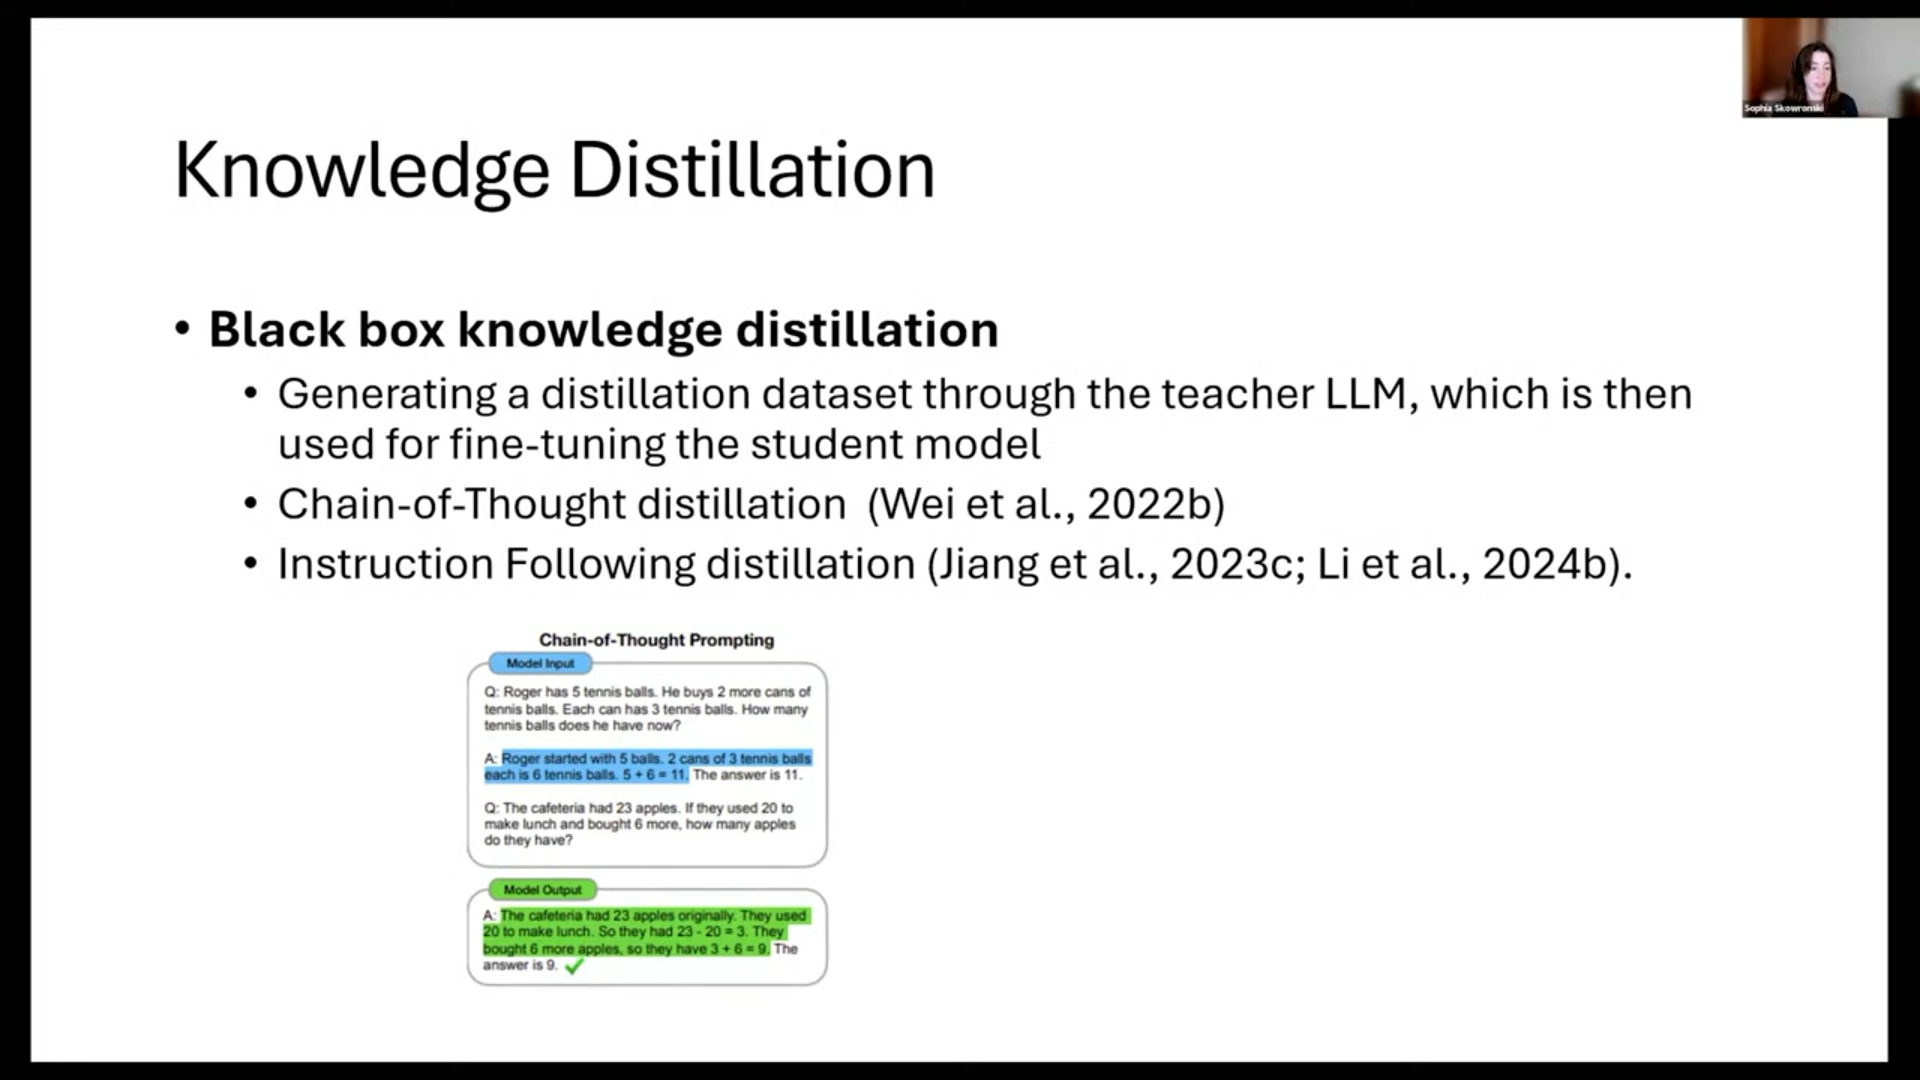 Sophia Skowronski
Knowledge Distillation
• Black box knowledge distillation
• Generating a distillation dataset through the teacher LLM, which is then
used for fine-tuning the student model
• Chain-of-Thought distillation (Wei et al., 2022b)
• Instruction Following distillation (Jiang et al., 2023c; Li et al., 2024b).
Chain-of-Thought Prompting
Model Input
Q: Roger has 5 tennis balls. He buys 2 more cans of
tennis balls. Each can has 3 tennis balls. How many
tennis balls does he have now?
A: Roger started with 5 balls. 2 cans of 3 tennis balls
each is 6 tennis balls. 5 + 6 = 11. The answer is 11.
Q: The cafeteria had 23 apples. If they used 20 to
make lunch and bought 6 more, how many apples
do they have?
Model Output
A: The cafeteria had 23 apples originally. They used
20 to make lunch. So they had 23 - 20 = 3. They
bought 6 more apples, so they have 3 + 6 = 9. The
answer is 9.